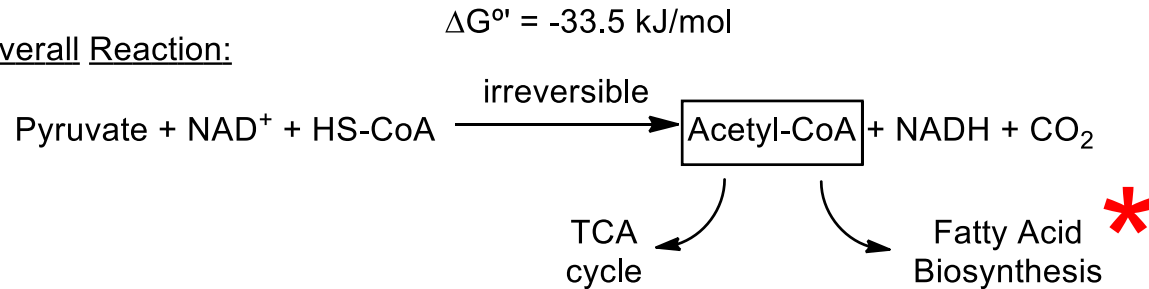 ΔGº' = -33.5 kJ/mol
verall Reaction:
irreversible
Pyruvate + NAD⁺ + HS-CoA Acetyl-CoA + NADH + CO₂
TCA cycle
Fatty Acid Biosynthesis *